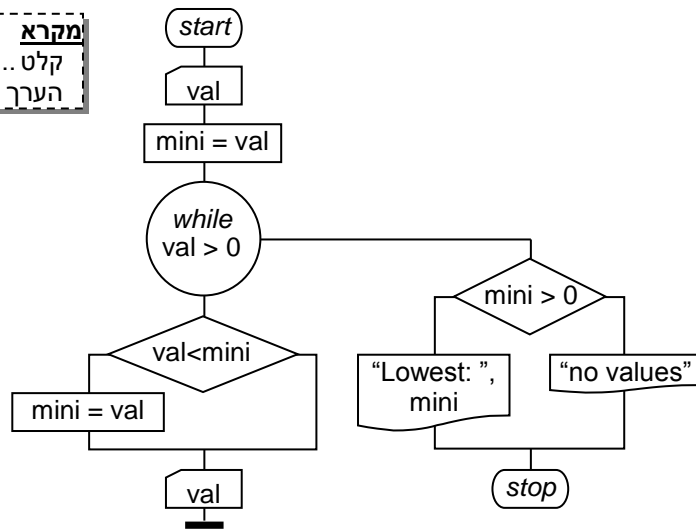 מקרא
קלט ..
הערך
start
val
mini = val
while
val > 0
val<mini
mini = val
val
mini > 0
“Lowest: ”,
mini
“no values”
stop